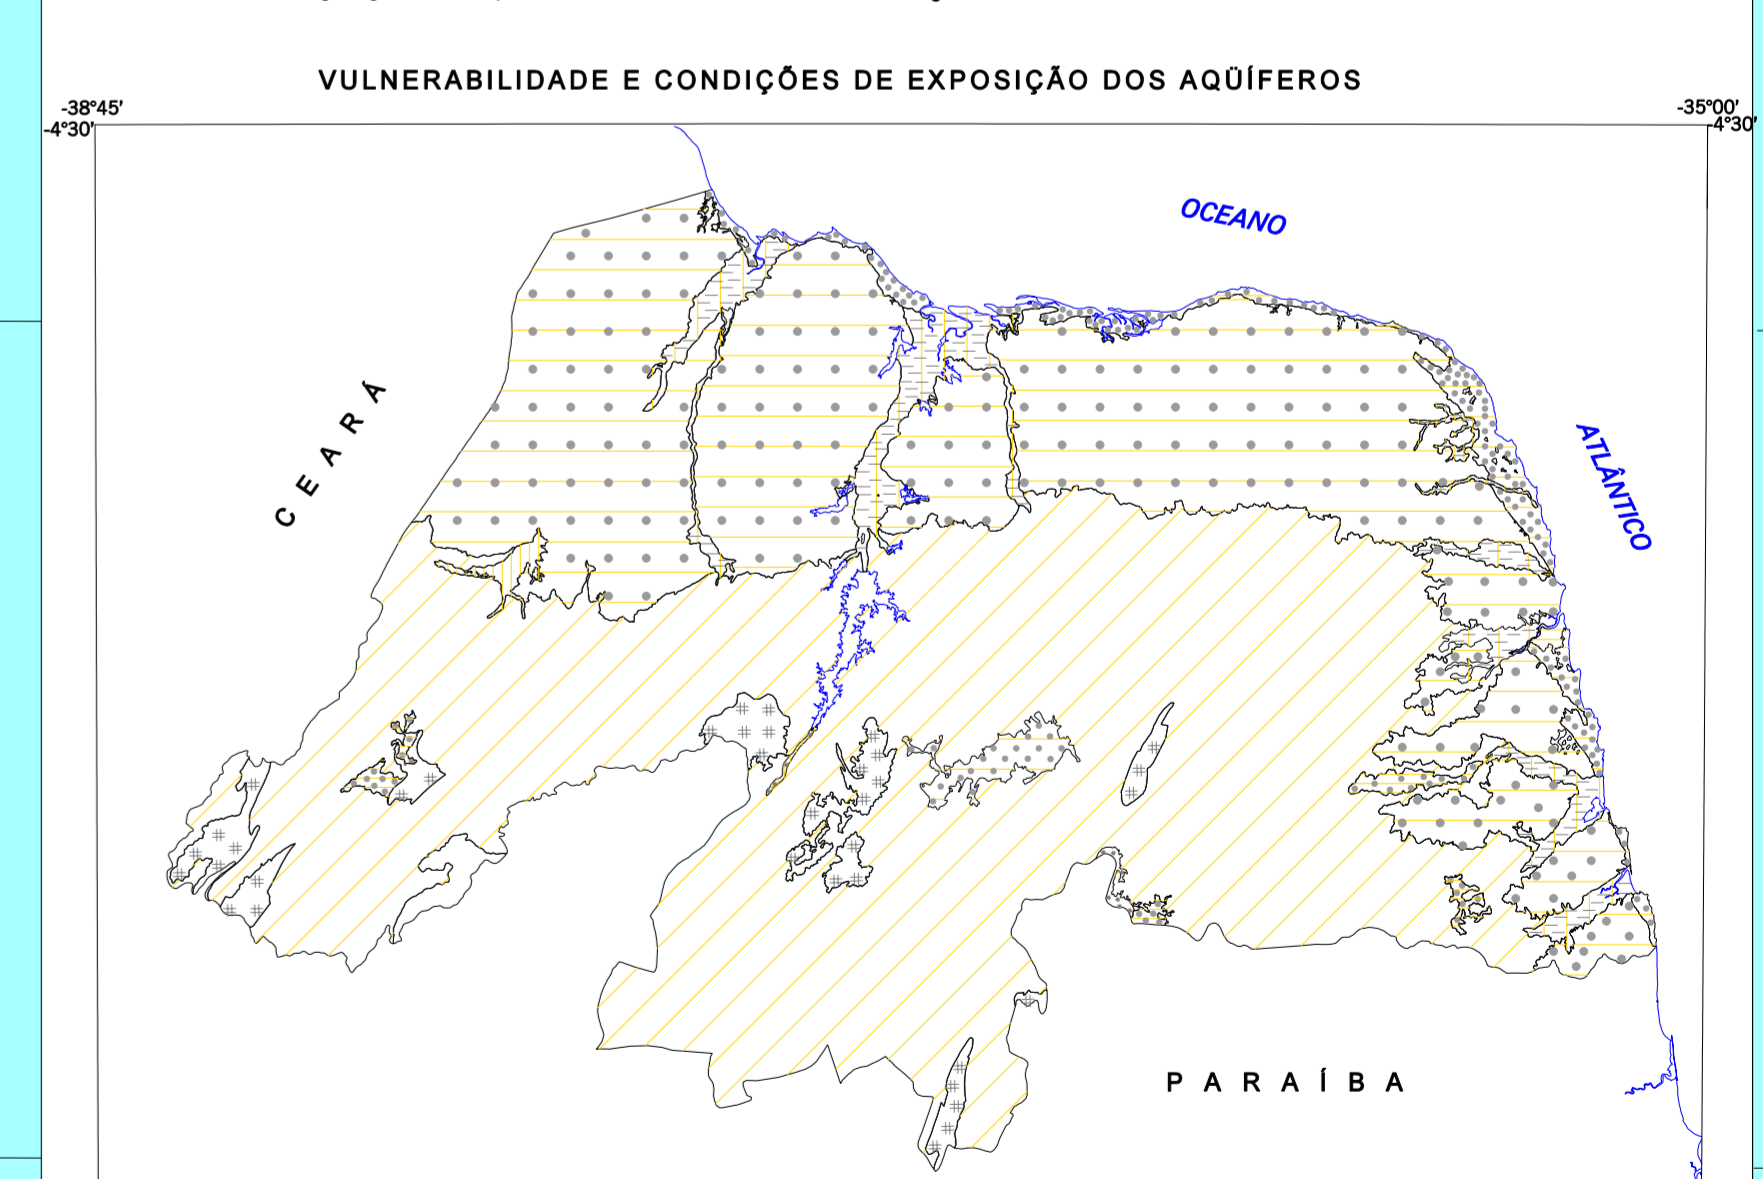 VULNERABILIDADE E CONDIÇÕES DE EXPOSIÇÃO DOS AQÜÍFEROS
-38°45'
-35°00'
-4°30'
-4°30'
OCEANO
CEARÁ
ATLÂNTICO
PARAÍBA